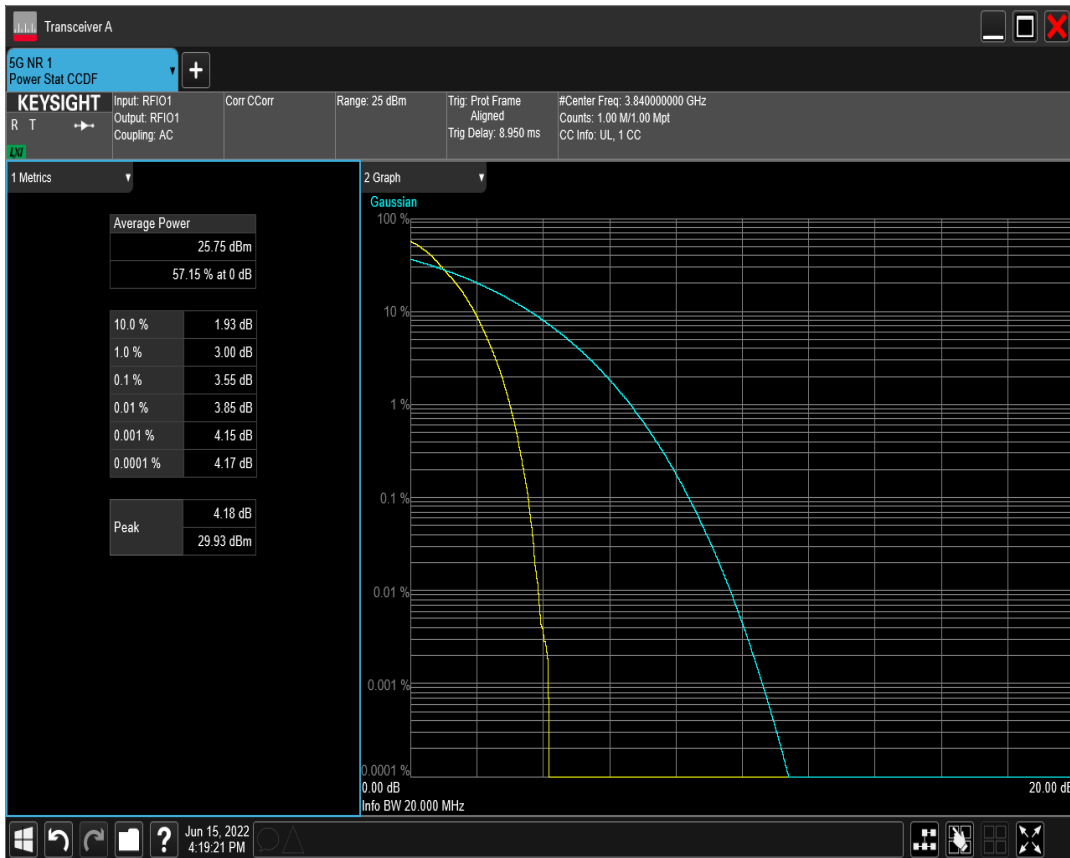 Transceiver A
5G NR 1
Power Stat CCDF
KEYSIGHT
R T
LXI
Input: RFIO1
Output: RFIO1
Coupling: AC
Corr CCorr
Range: 25 dBm
Trig: Prot Frame
Aligned
Trig Delay: 8.950 ms
#Center Freq: 3.840000000 GHz
Counts: 1.00 M/1.00 Mpt
CC Info: UL, 1 CC
1 Metrics
Average Power
25.75 dBm
57.15 % at 0 dB
10.0 % 1.93 dB
1.0 % 3.00 dB
0.1 % 3.55 dB
0.01 % 3.85 dB
0.001 % 4.15 dB
0.0001 % 4.17 dB
Peak
4.18 dB
29.93 dBm
2 Graph
Gaussian
100 %
10 %
1 %
0.1 %
0.01 %
0.001 %
0.0001 %
0.00 dB 20.00 dB
Info BW 20.000 MHz
?
Jun 15, 2022
4:19:21 PM